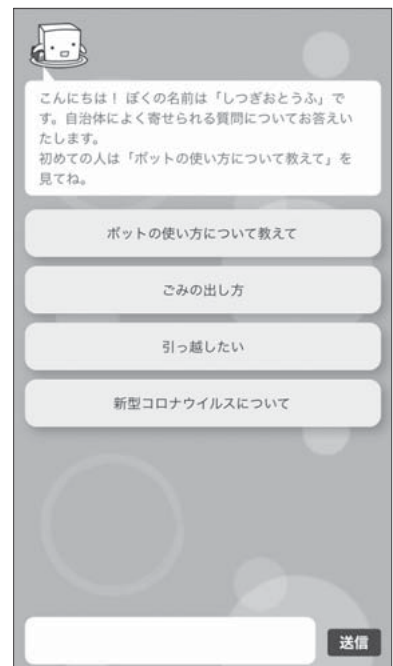 こんにちは！ ぼくの名前は「しつぎおとうふ」で
す。自治体によく寄せられる質問についてお答えい
たします。
初めての人は「ボットの使い方について教えて」を
見てね。
ボットの使い方について教えて
ごみの出し方
引っ越したい
新型コロナウイルスについて
送信